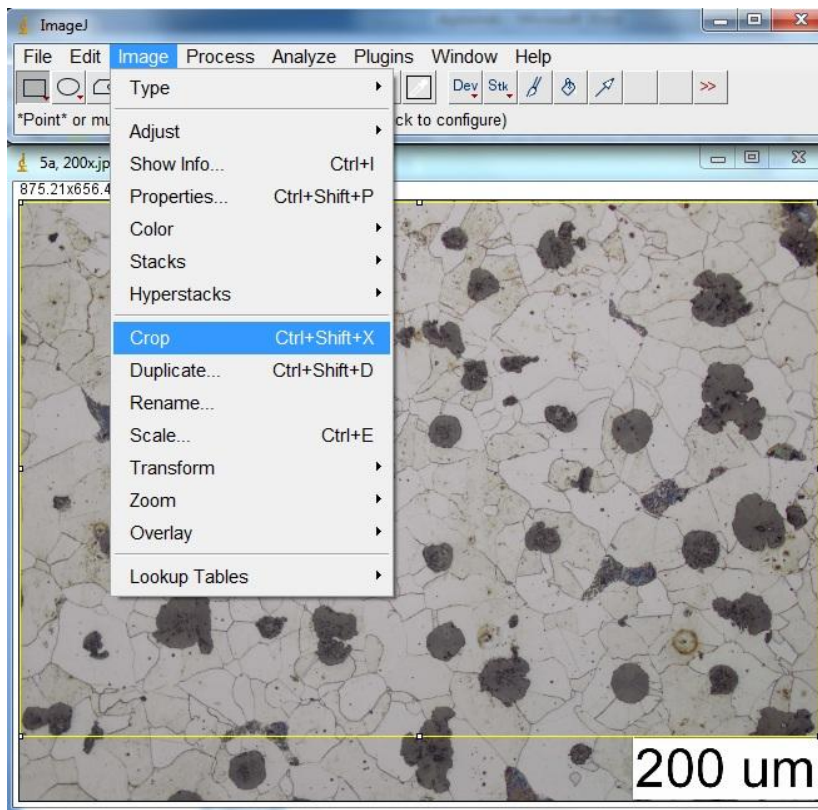 ImageJ
File Edit Image Process Analyze Plugins Window Help
Dev Stk >>
*Point* or mu ck to configure)
Type
Adjust
Show Info... Ctrl+I
Properties... Ctrl+Shift+P
Color
Stacks
Hyperstacks
Crop Ctrl+Shift+X
Duplicate... Ctrl+Shift+D
Rename...
Scale... Ctrl+E
Transform
Zoom
Overlay
Lookup Tables
5a, 200x.jp
875.21x656.4
200 um